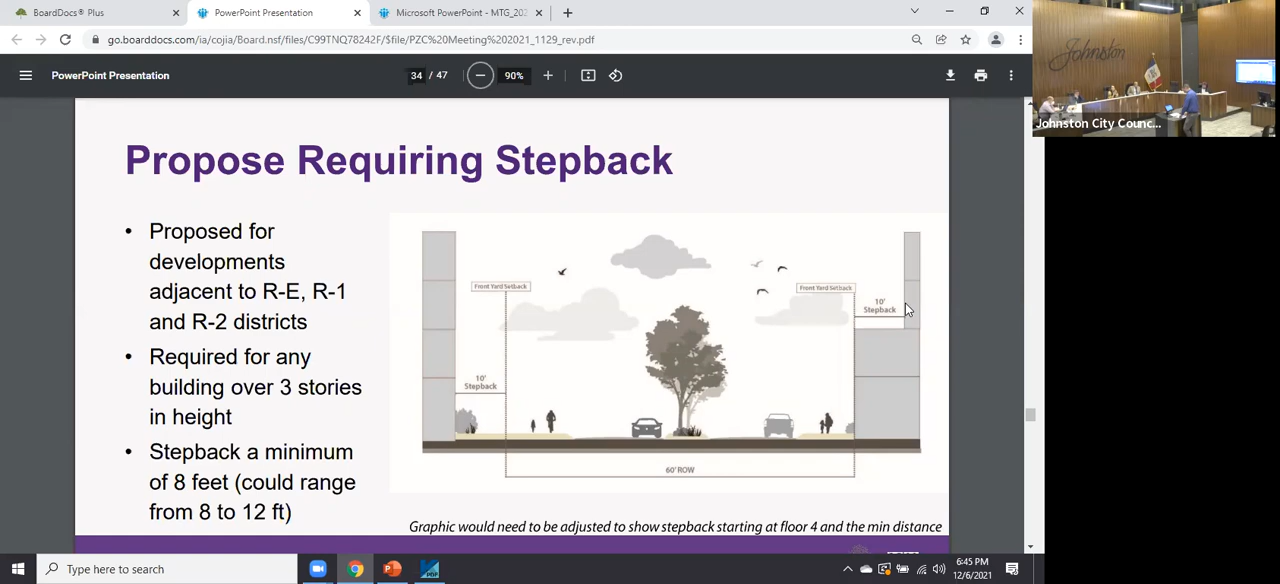 BoardDocs® Plus
PowerPoint Presentation
Microsoft PowerPoint - MTG_202
go.boarddocs.com/ia/cojia/Board.nsf/files/C99TNQ78242F/$file/PZC%20Meeting%202021_1129_rev.pdf
PowerPoint Presentation
34 / 47
90%
Johnston
Johnston City Counc...
Propose Requiring Stepback
• Proposed for
developments
adjacent to R-E, R-1
and R-2 districts
• Required for any
building over 3 stories
in height
• Stepback a minimum
of 8 feet (could range
from 8 to 12 ft)
Front Yard Setback
Front Yard Setback
10'
Stepback
10'
Stepback
60' ROW
Graphic would need to be adjusted to show stepback starting at floor 4 and the min distance
Type here to search
6:45 PM
12/6/2021